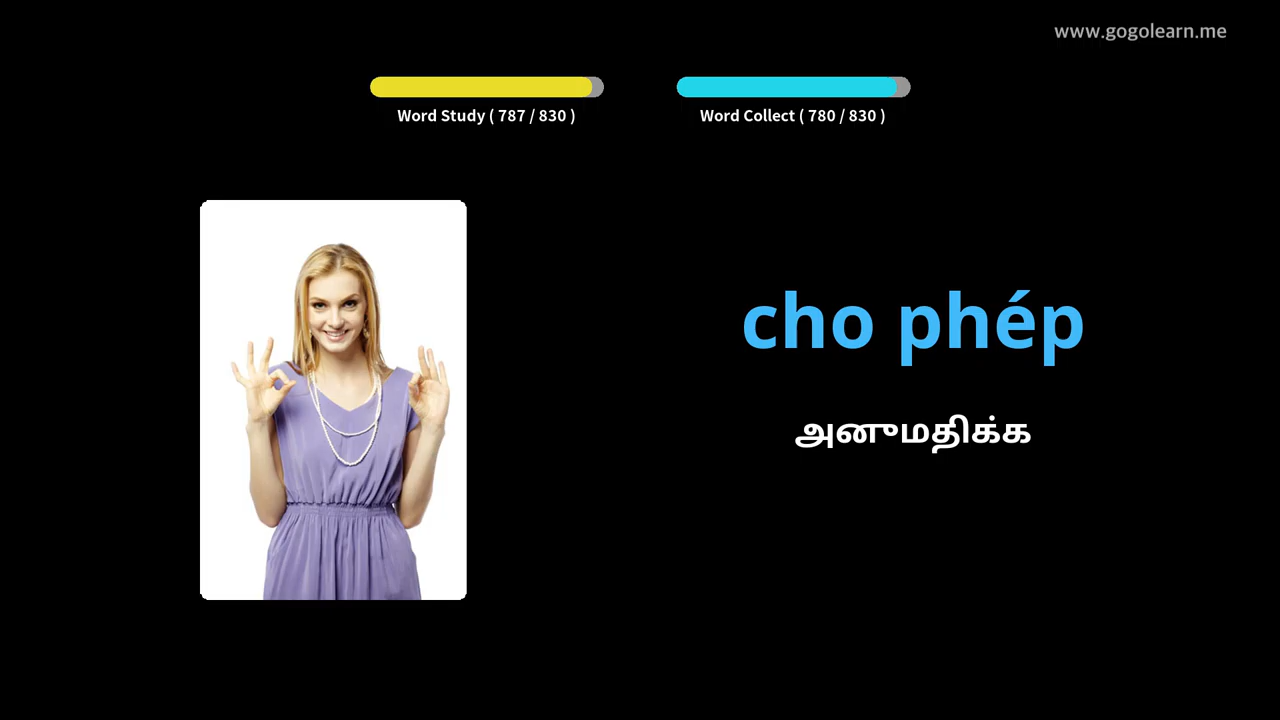 www.gogolearn.me
Word Study ( 787 / 830 )
Word Collect ( 780 / 830 )
cho phép
அனுமதிக்க